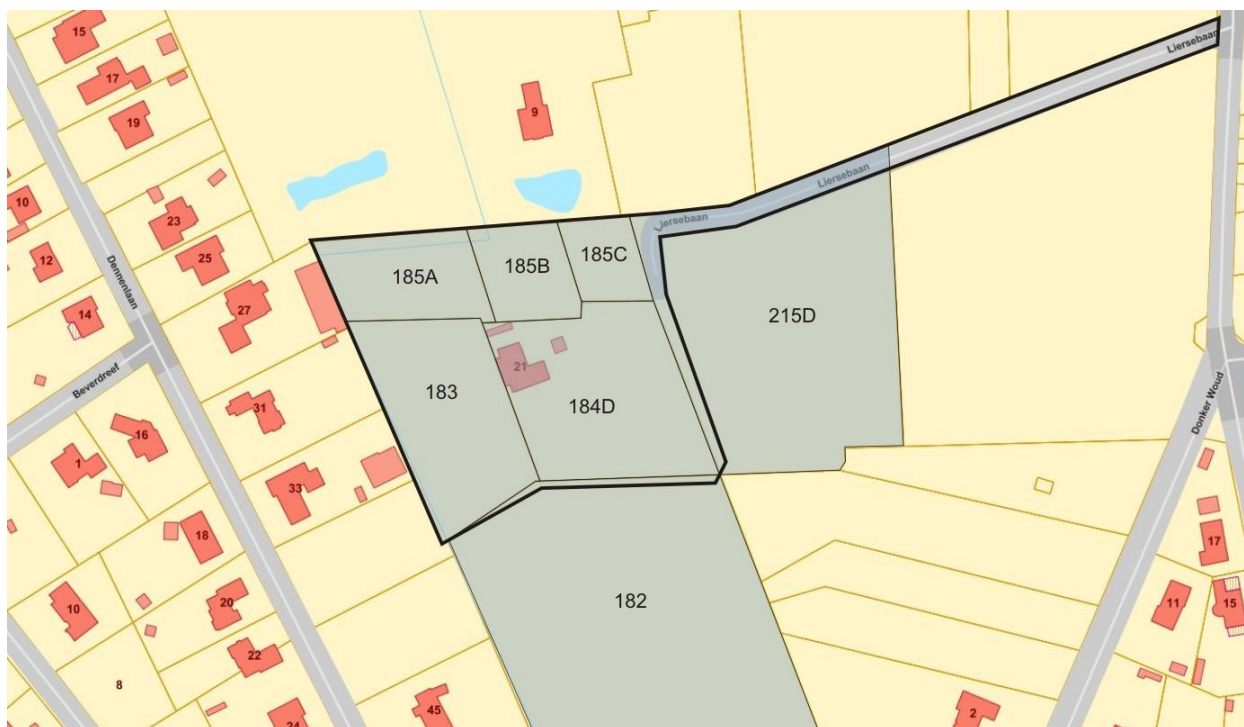 15
17
19
9
Liersebaan
Liersebaan
Liersebaan
10
23
12
25
185A
185B
185C
Dennenlaan
14
27
215D
21
183
184D
Beverdreef
31
16
1
33
Donker Woud
18
17
10
20
182
11
15
8
22
45
24
2